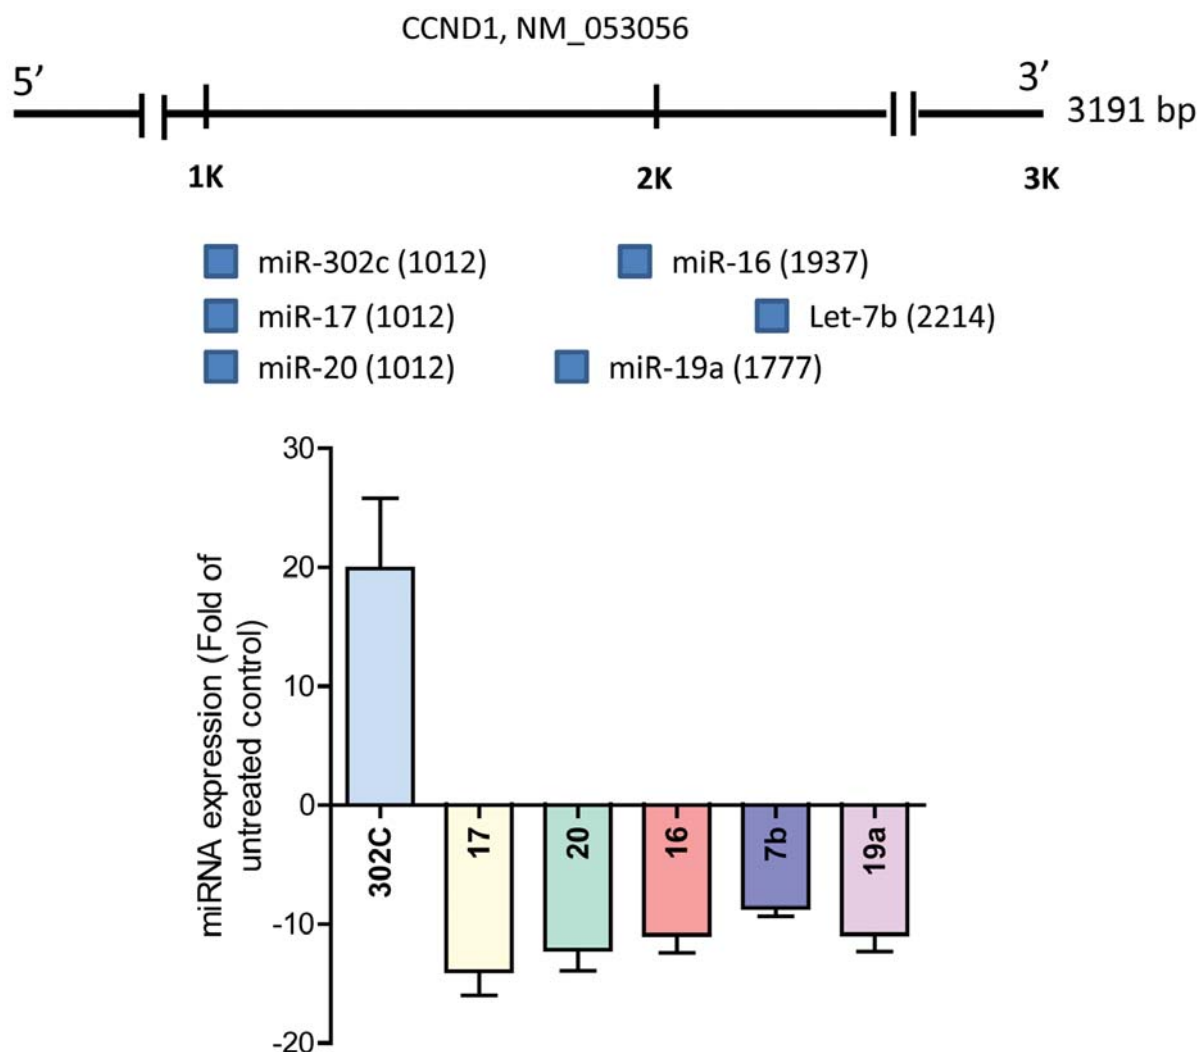 CCND1, NM_053056
5’
3’
3191 bp
1K
2K
3K
miR-302c (1012)
miR-16 (1937)
miR-17 (1012)
Let-7b (2214)
miR-20 (1012)
miR-19a (1777)
miRNA expression (Fold of
untreated control)
30
20
10
0
-10
-20
302C
17
20
16
7b
19a